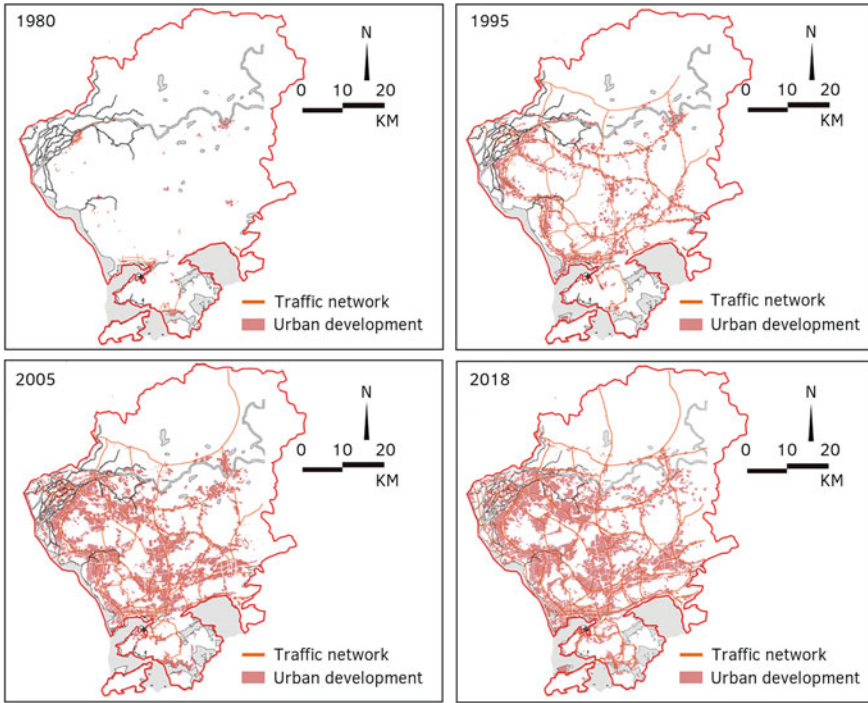 1980
N
0 10 20
KM
Traffic network
Urban development
1995
N
0 10 20
KM
Traffic network
Urban development
2005
N
0 10 20
KM
Traffic network
Urban development
2018
N
0 10 20
KM
Traffic network
Urban development